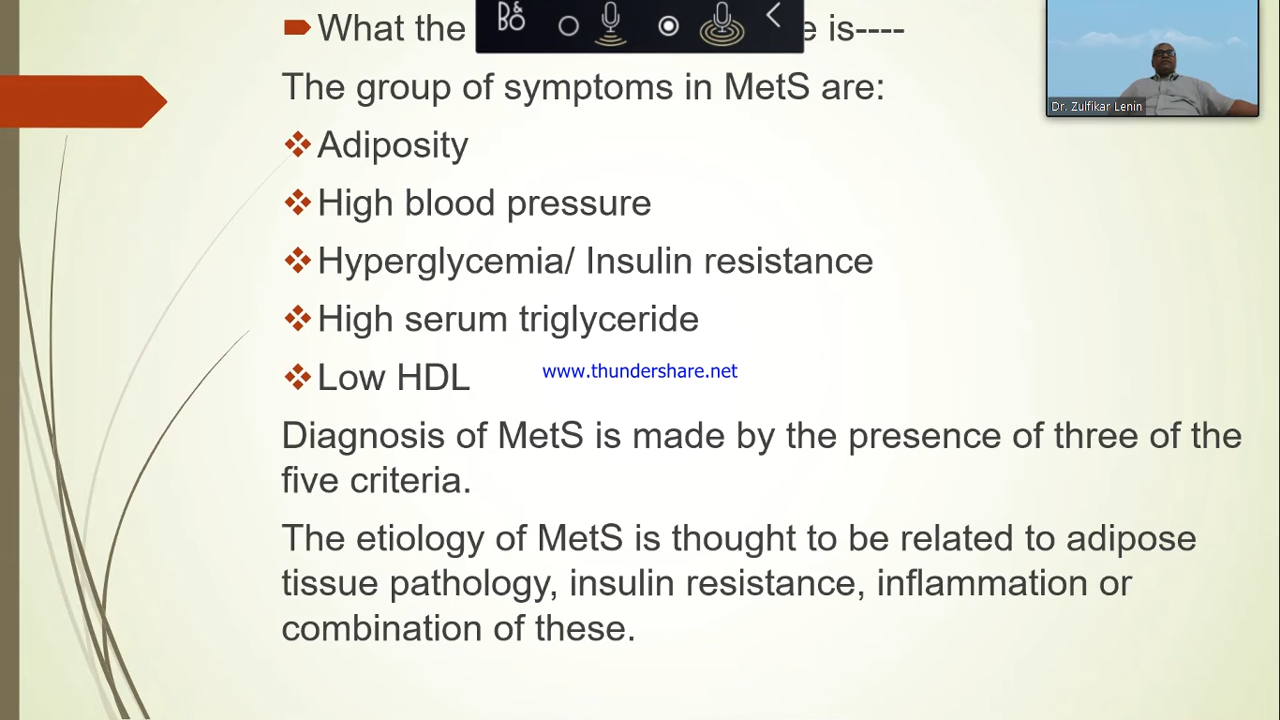 What the e is----
B&O
Dr. Zulfikar Lenin
The group of symptoms in MetS are:
Adiposity
High blood pressure
Hyperglycemia/ Insulin resistance
High serum triglyceride
Low HDL
www.thundershare.net
Diagnosis of MetS is made by the presence of three of the
five criteria.
The etiology of MetS is thought to be related to adipose
tissue pathology, insulin resistance, inflammation or
combination of these.